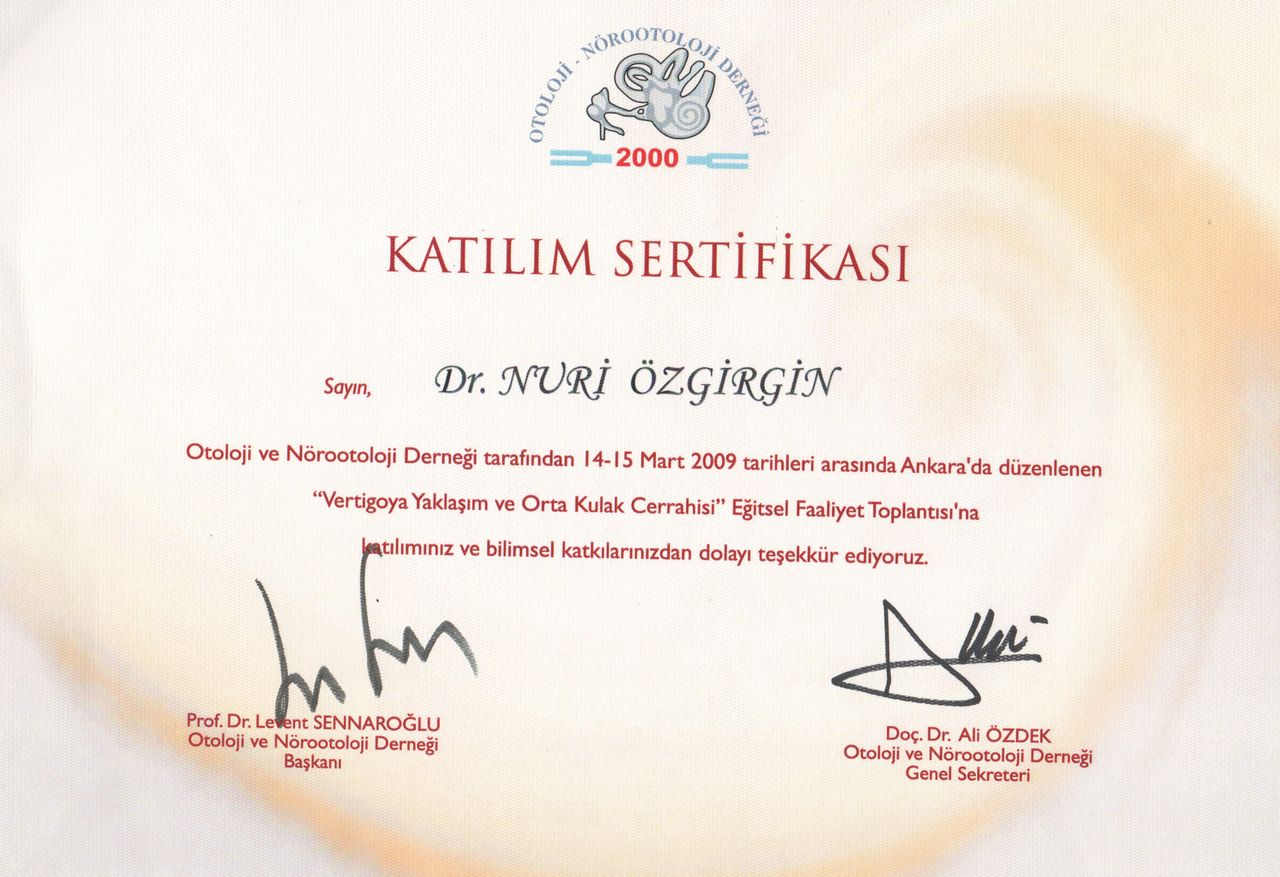 OTOLOJİ - NÖROOTOLOJİ DERNEĞİ
2000
KATILIM SERTİFİKASI
Sayın, Dr. NURİ ÖZGİRGİN
Otoloji ve Nörootoloji Derneği tarafından 14-15 Mart 2009 tarihleri arasında Ankara'da düzenlenen
“Vertigoya Yaklaşım ve Orta Kulak Cerrahisi” Eğitsel Faaliyet Toplantısı'na
katılımınız ve bilimsel katkılarınızdan dolayı teşekkür ediyoruz.
Prof. Dr. Levent SENNAROĞLU
Otoloji ve Nörootoloji Derneği
Başkanı
Doç. Dr. Ali ÖZDEK
Otoloji ve Nörootoloji Derneği
Genel Sekreteri